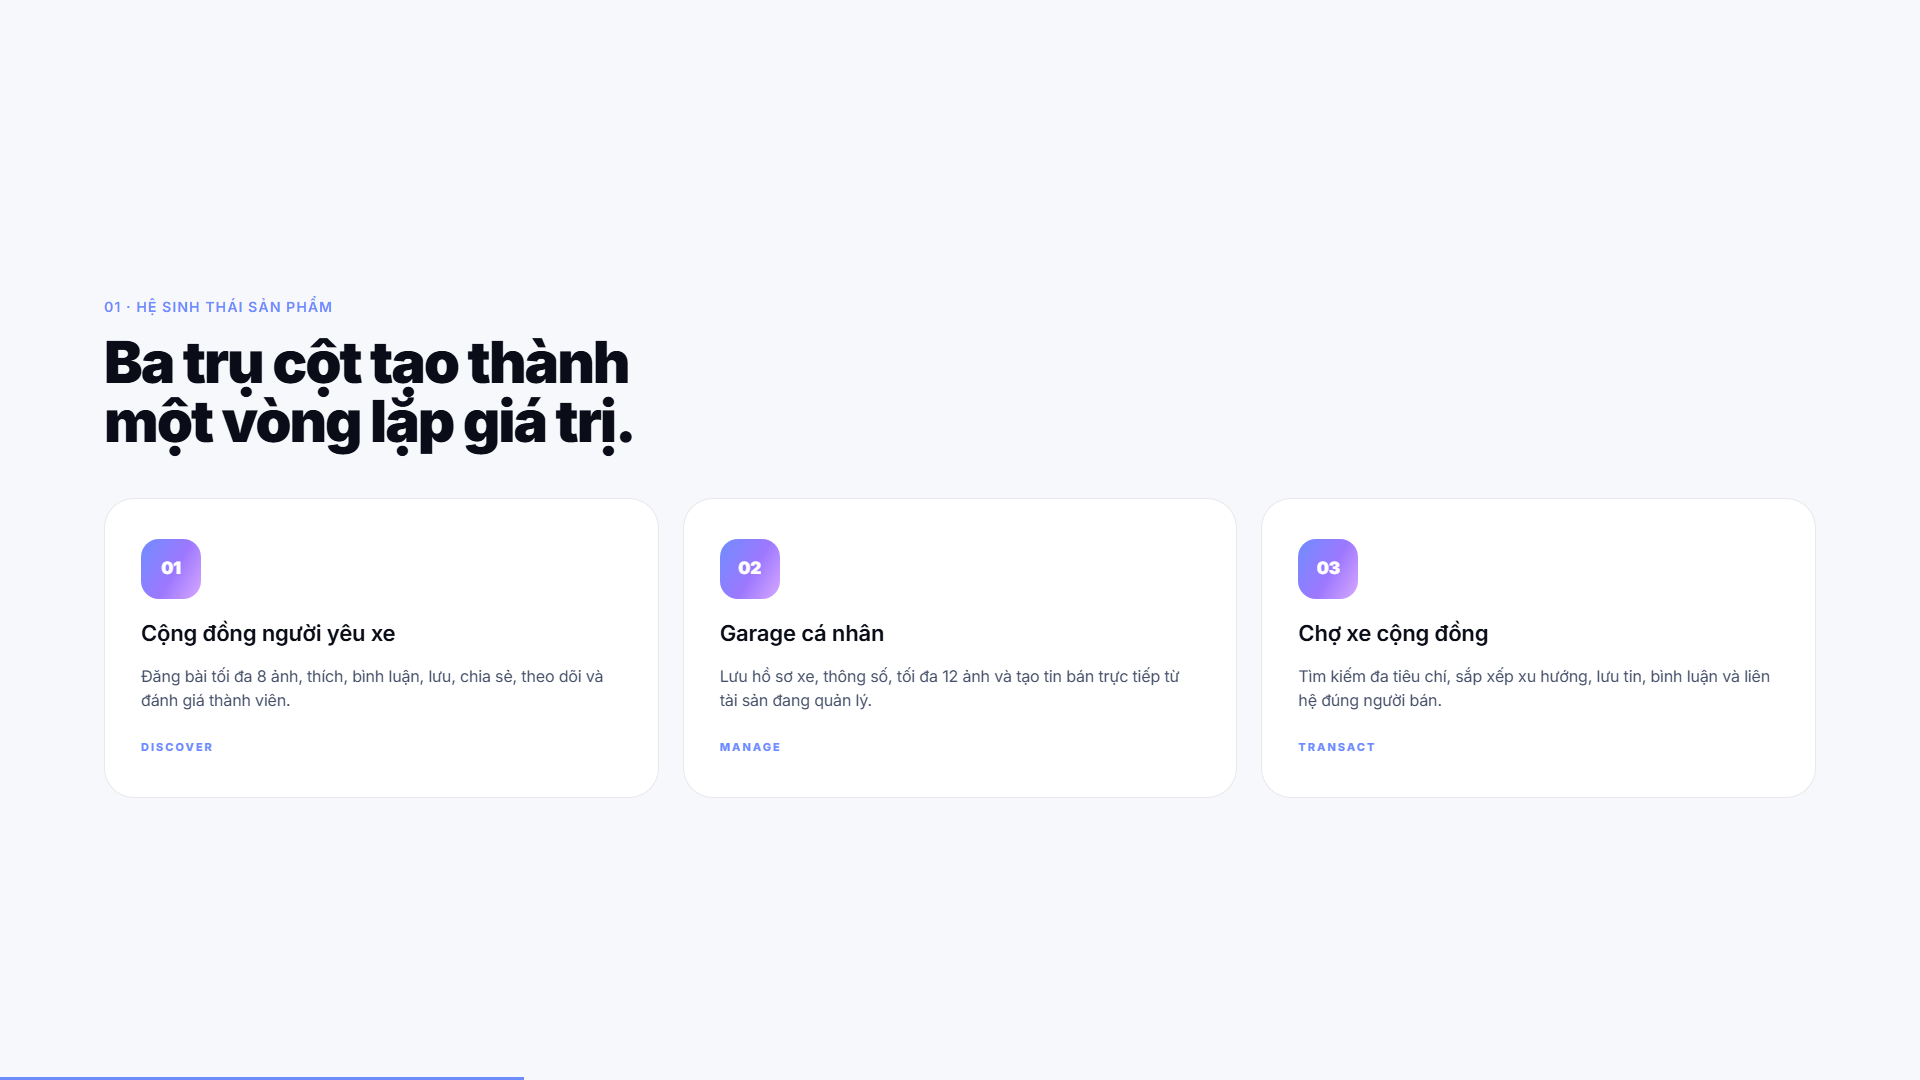 01 · HỆ SINH THÁI SẢN PHẨM
Ba trụ cột tạo thành
một vòng lặp giá trị.
01
Cộng đồng người yêu xe
Đăng bài tối đa 8 ảnh, thích, bình luận, lưu, chia sẻ, theo dõi và
đánh giá thành viên.
DISCOVER
02
Garage cá nhân
Lưu hồ sơ xe, thông số, tối đa 12 ảnh và tạo tin bán trực tiếp từ
tài sản đang quản lý.
MANAGE
03
Chợ xe cộng đồng
Tìm kiếm đa tiêu chí, sắp xếp xu hướng, lưu tin, bình luận và liên
hệ đúng người bán.
TRANSACT